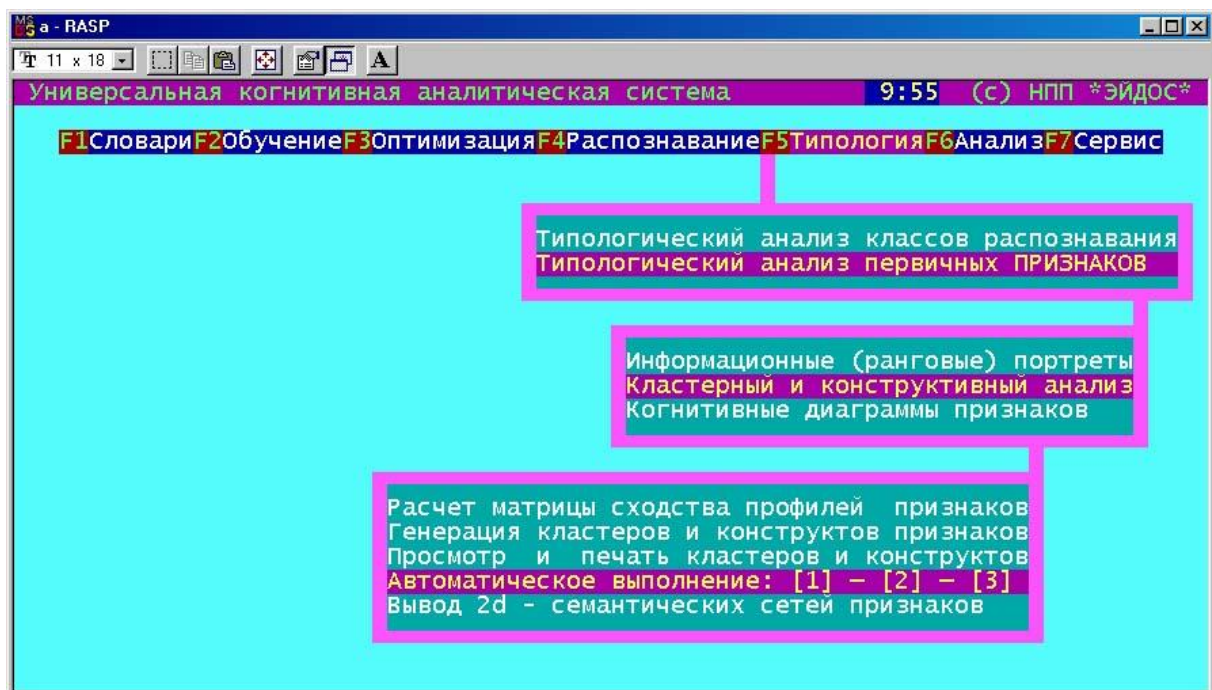 a - RASP
11 x 18
A
Универсальная когнитивная аналитическая система 9:55 (c) НПП *ЭЙДОС*
F1Словари F2Обучение F3Оптимизация F4Распознавание F5Типология F6Анализ F7Сервис
Типологический анализ классов распознавания
Типологический анализ первичных ПРИЗНАКОВ
Информационные (ранговые) портреты
Кластерный и конструктивный анализ
Когнитивные диаграммы признаков
Расчет матрицы сходства профилей признаков
Генерация кластеров и конструктов признаков
Просмотр и печать кластеров и конструктов
Автоматическое выполнение: [1] – [2] – [3]
Вывод 2d - семантических сетей признаков